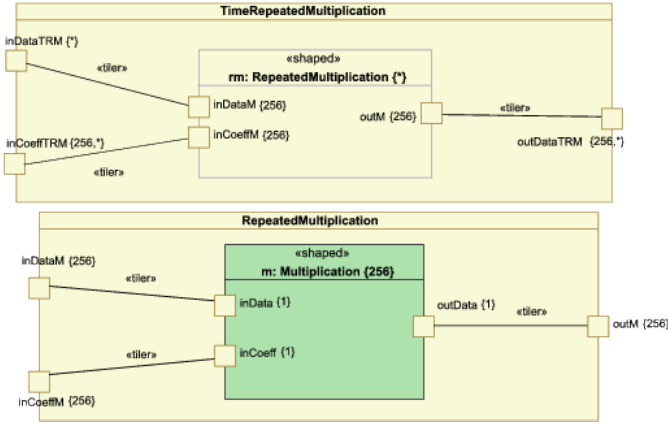 TimeRepeatedMultiplication
inDataTRM {*}
«tiler»
«shaped»
rm: RepeatedMultiplication {*}
inDataM {256}
outM {256}
«tiler»
inCoeffTRM {256,*}
inCoeffM {256}
outDataTRM {256,*}
«tiler»
RepeatedMultiplication
inDataM {256}
«tiler»
«shaped»
m: Multiplication {256}
inData {1}
outData {1}
«tiler»
outM {256}
«tiler»
inCoeff {1}
inCoeffM {256}